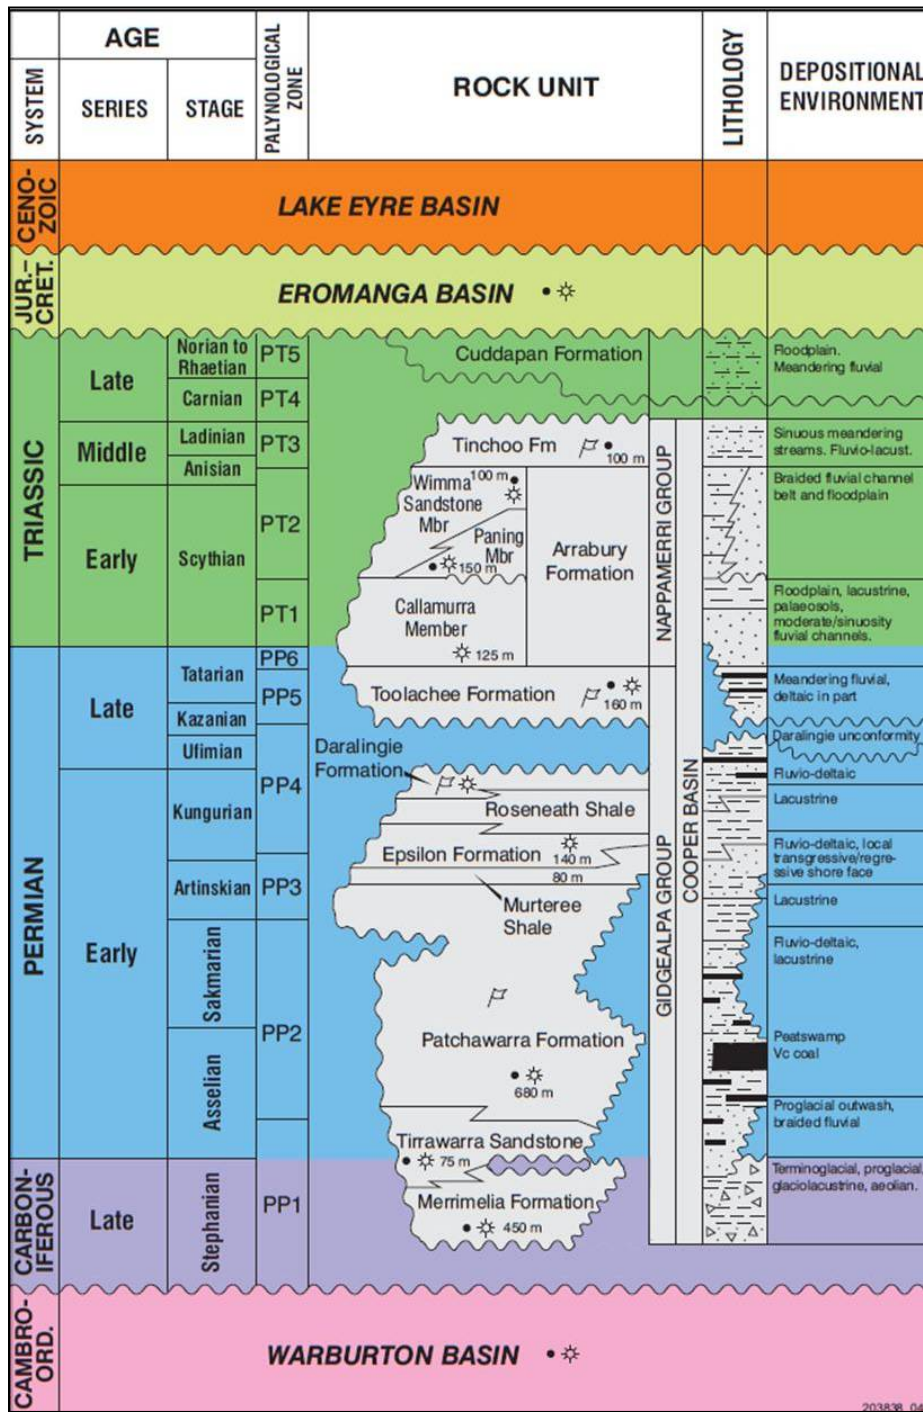 AGE
SYSTEM
SERIES
STAGE
PALYNOLOGICAL
ZONE
ROCK UNIT
LITHOLOGY
DEPOSITIONAL
ENVIRONMENT
CENO-
ZOIC
LAKE EYRE BASIN
JUR.–
CRET.
EROMANGA BASIN
TRIASSIC
Late
Norian to
Rhaetian
PT5
Cuddapan Formation
Floodplain.
Meandering fluvial
Carnian
PT4
Middle
Ladinian
PT3
Tinchoo Fm
100 m
Sinuous meandering
streams. Fluvio-lacust.
Anisian
Early
Scythian
PT2
Wimma 100 m
Sandstone
Mbr
Paning
Mbr
150 m
Arrabury
Formation
Braided fluvial channel
belt and floodplain
PT1
Callamurra
Member
125 m
Floodplain, lacustrine,
palaeosols,
moderate/sinuosity
fluvial channels.
NAPPAMERRI GROUP
COOPER BASIN
GIDGEALPA GROUP
PERMIAN
Late
Tatarian
PP6
PP5
Toolachee Formation
160 m
Meandering fluvial,
deltaic in part
Kazanian
Ufimian
Daralingie unconformity
PP4
Daralingie
Formation
Fluvio-deltaic
Early
Kungurian
Roseneath Shale
Lacustrine
Epsilon Formation
140 m
Fluvio-deltaic, local
transgressive/regre-
ssive shore face
Artinskian
PP3
80 m
Murteree
Shale
Lacustrine
Sakmarian
PP2
Fluvio-deltaic,
lacustrine
Patchawarra Formation
680 m
Peatswamp
Vc coal
Asselian
Tirrawarra Sandstone
75 m
Proglacial outwash,
braided fluvial
CARBON-
IFEROUS
Late
Stephanian
PP1
Merrimelia Formation
450 m
Terminoglacial, proglacial,
glaciolacustrine, aeolian.
CAMBRO-
ORD.
WARBURTON BASIN